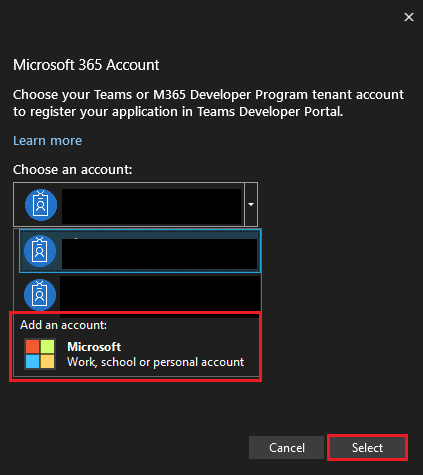 Microsoft 365 Account
Choose your Teams or M365 Developer Program tenant account
to register your application in Teams Developer Portal.
Learn more
Choose an account:
Add an account:
Microsoft
Work, school or personal account
Cancel
Select